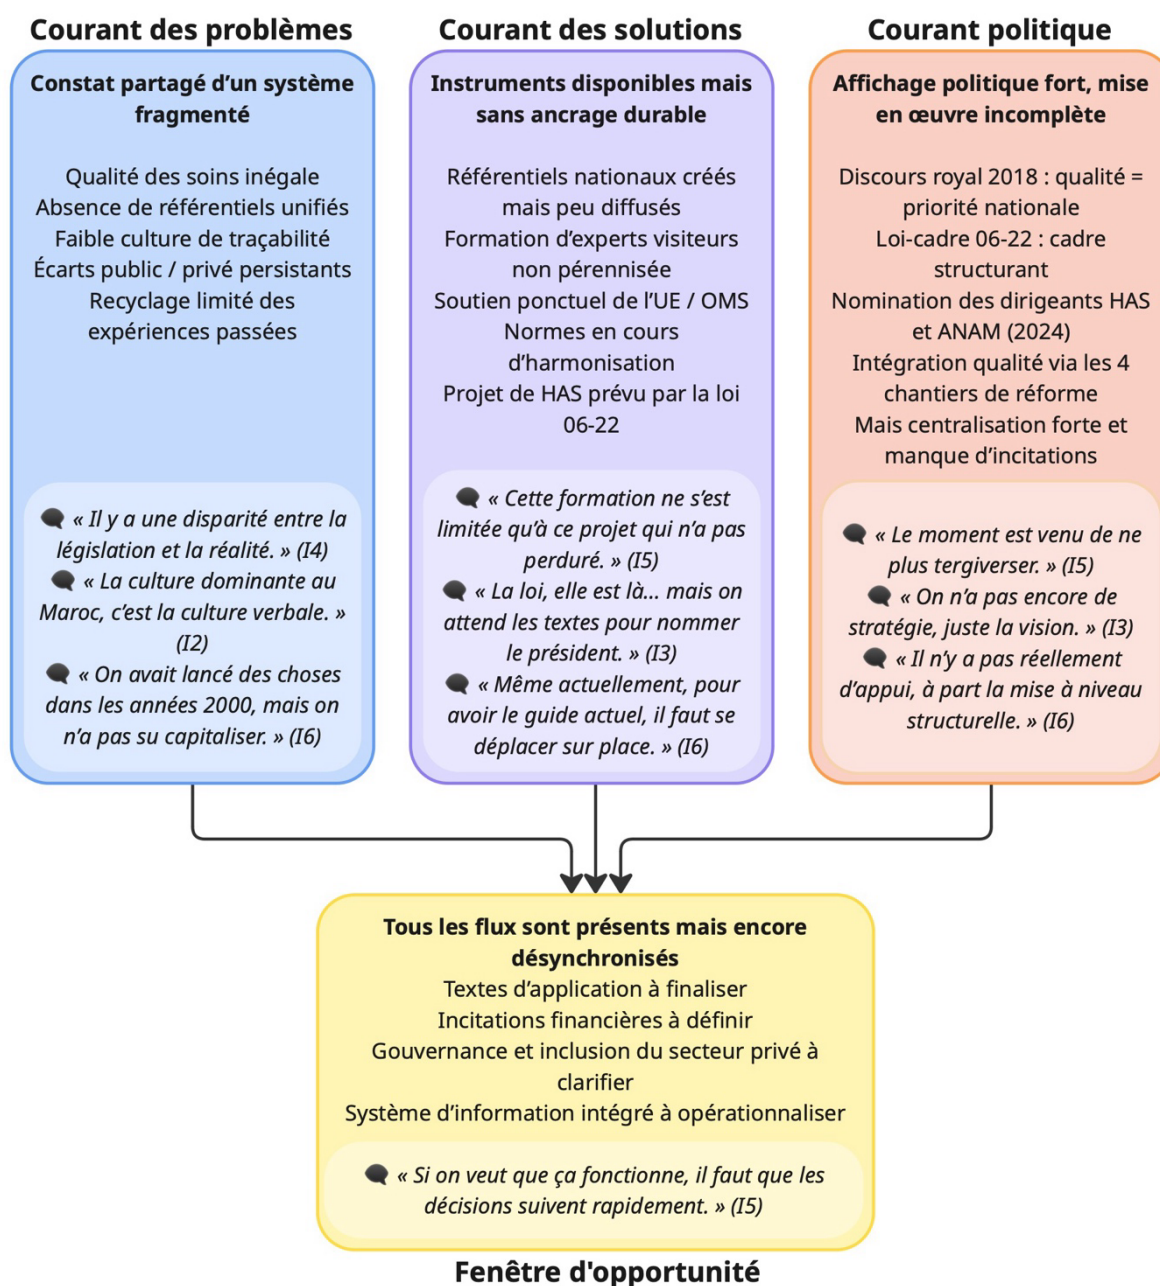 Courant des problèmes
Constat partagé d’un système
fragmenté
Qualité des soins inégale
Absence de référentiels unifiés
Faible culture de traçabilité
Écarts public / privé persistants
Recyclage limité des
expériences passées
« Il y a une disparité entre la
législation et la réalité. » (I4)
« La culture dominante au
Maroc, c’est la culture verbale. »
(I2)
« On avait lancé des choses
dans les années 2000, mais on
n’a pas su capitaliser. » (I6)
Courant des solutions
Instruments disponibles mais
sans ancrage durable
Référentiels nationaux créés
mais peu diffusés
Formation d’experts visiteurs
non pérennisée
Soutien ponctuel de l’UE / OMS
Normes en cours
d’harmonisation
Projet de HAS prévu par la loi
06-22
« Cette formation ne s’est
limitée qu’à ce projet qui n’a pas
perduré. » (I5)
« La loi, elle est là… mais on
attend les textes pour nommer
le président. » (I3)
« Même actuellement, pour
avoir le guide actuel, il faut se
déplacer sur place. » (I6)
Courant politique
Affichage politique fort, mise
en œuvre incomplète
Discours royal 2018 : qualité =
priorité nationale
Loi-cadre 06-22 : cadre
structurant
Nomination des dirigeants HAS
et ANAM (2024)
Intégration qualité via les 4
chantiers de réforme
Mais centralisation forte et
manque d’incitations
« Le moment est venu de ne
plus tergiverser. » (I5)
« On n’a pas encore de
stratégie, juste la vision. » (I3)
« Il n’y a pas réellement
d’appui, à part la mise à niveau
structurelle. » (I6)
Tous les flux sont présents mais encore
désynchronisés
Textes d’application à finaliser
Incitations financières à définir
Gouvernance et inclusion du secteur privé à
clarifier
Système d’information intégré à opérationnaliser
« Si on veut que ça fonctionne, il faut que les
décisions suivent rapidement. » (I5)
Fenêtre d'opportunité